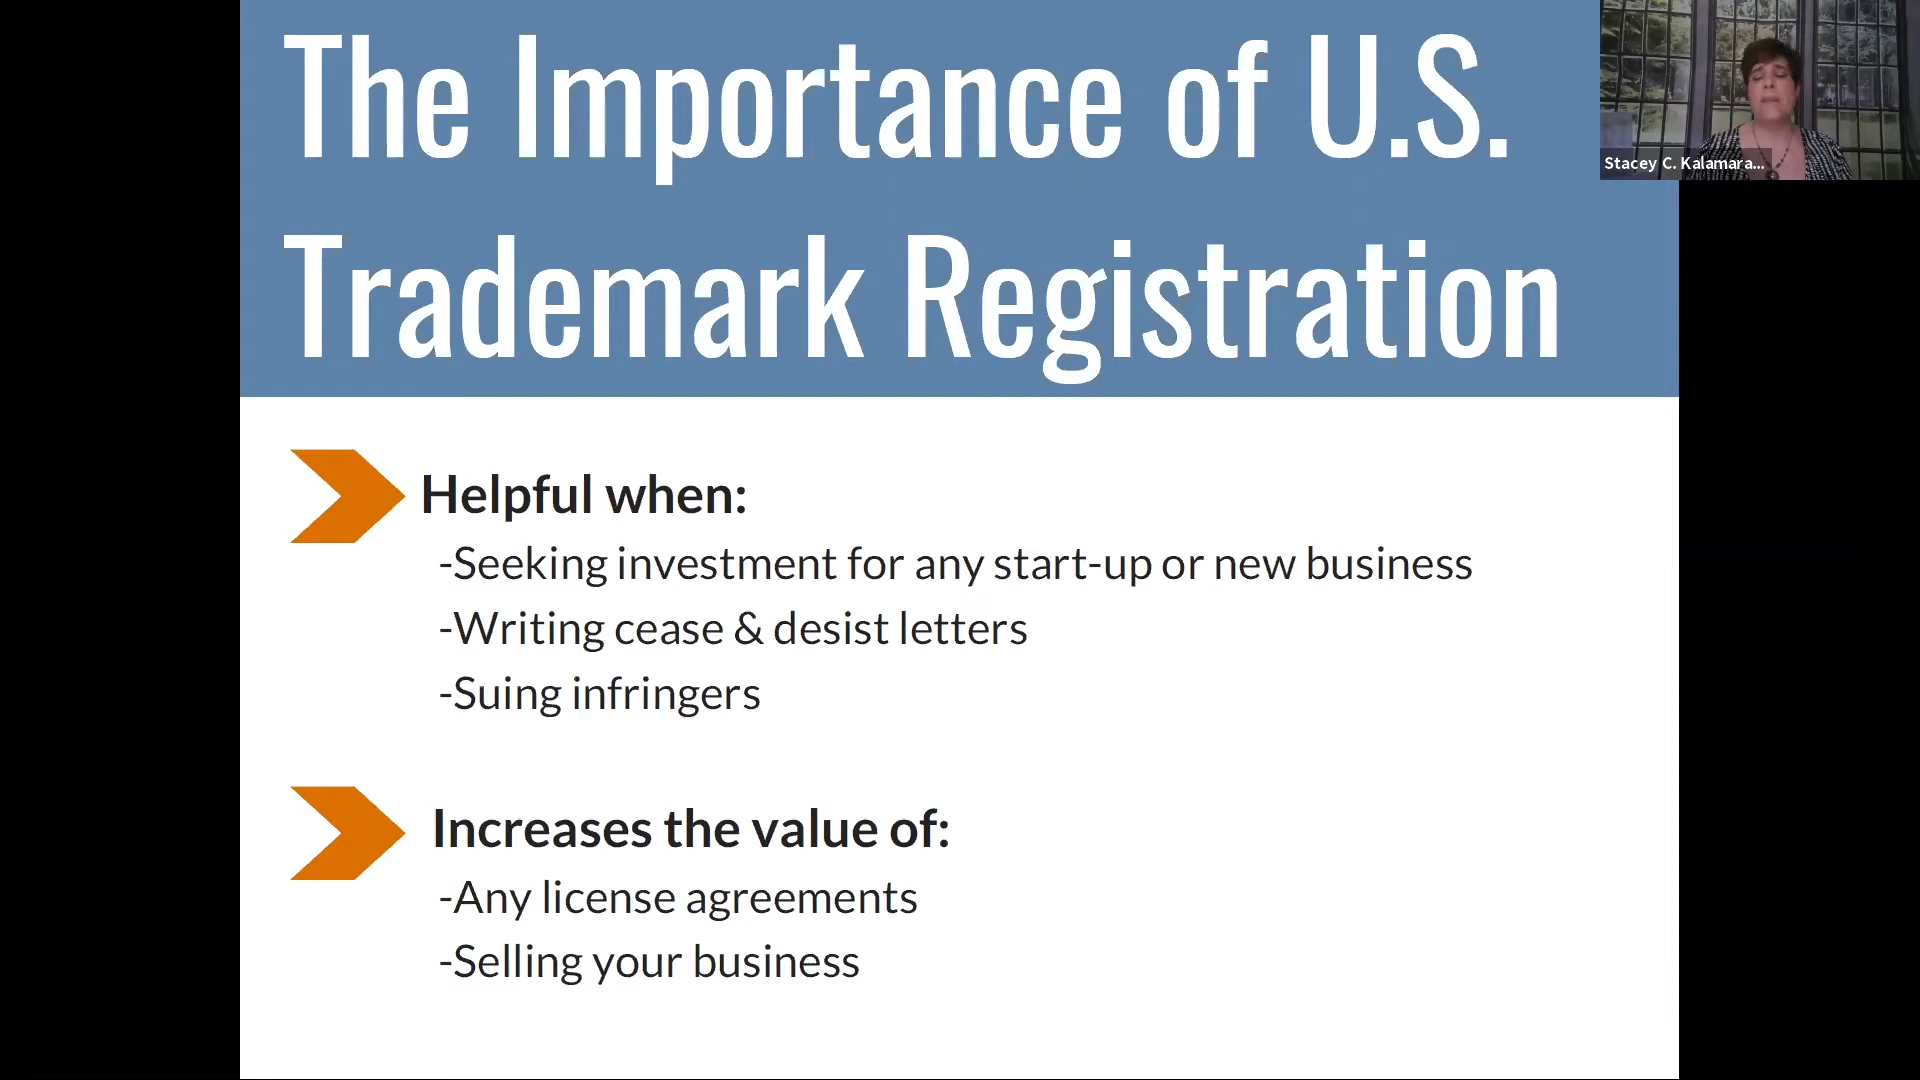 The Importance of U.S.
Trademark Registration
Stacey C. Kalamara...
Helpful when:
-Seeking investment for any start-up or new business
-Writing cease & desist letters
-Suing infringers
Increases the value of:
-Any license agreements
-Selling your business